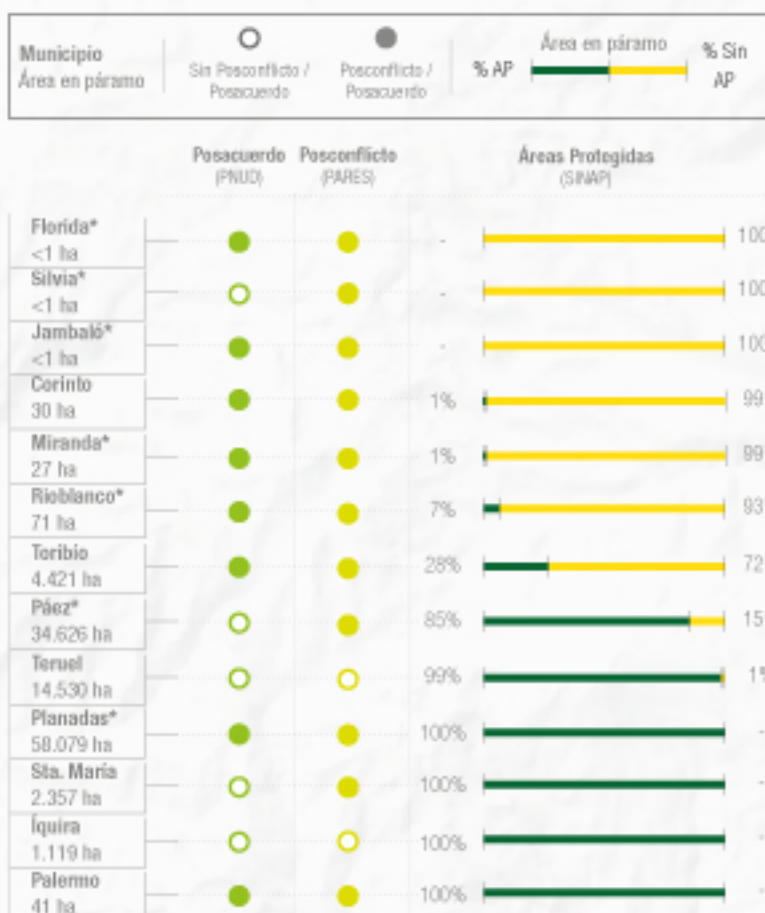 Municipio
Área en páramo
Sin Posconflicto /
Posacuerdo
Posconflicto /
Posacuerdo
% AP
Área en páramo
% Sin
AP
Posacuerdo
(PNUD)
Posconflicto
(PARES)
Áreas Protegidas
(SINAP)
Florida*
<1 ha
-
100
Silvia*
<1 ha
-
100
Jambaló*
<1 ha
-
100
Corinto
30 ha
1%
99
Miranda*
27 ha
1%
99
Rioblanco*
71 ha
7%
93
Toribio
4.421 ha
28%
72
Páez*
34.626 ha
85%
15
Teruel
14.530 ha
99%
1%
Planadas*
58.079 ha
100%
-
Sta. María
2.357 ha
100%
-
Íquira
1.119 ha
100%
-
Palermo
41 ha
100%
-